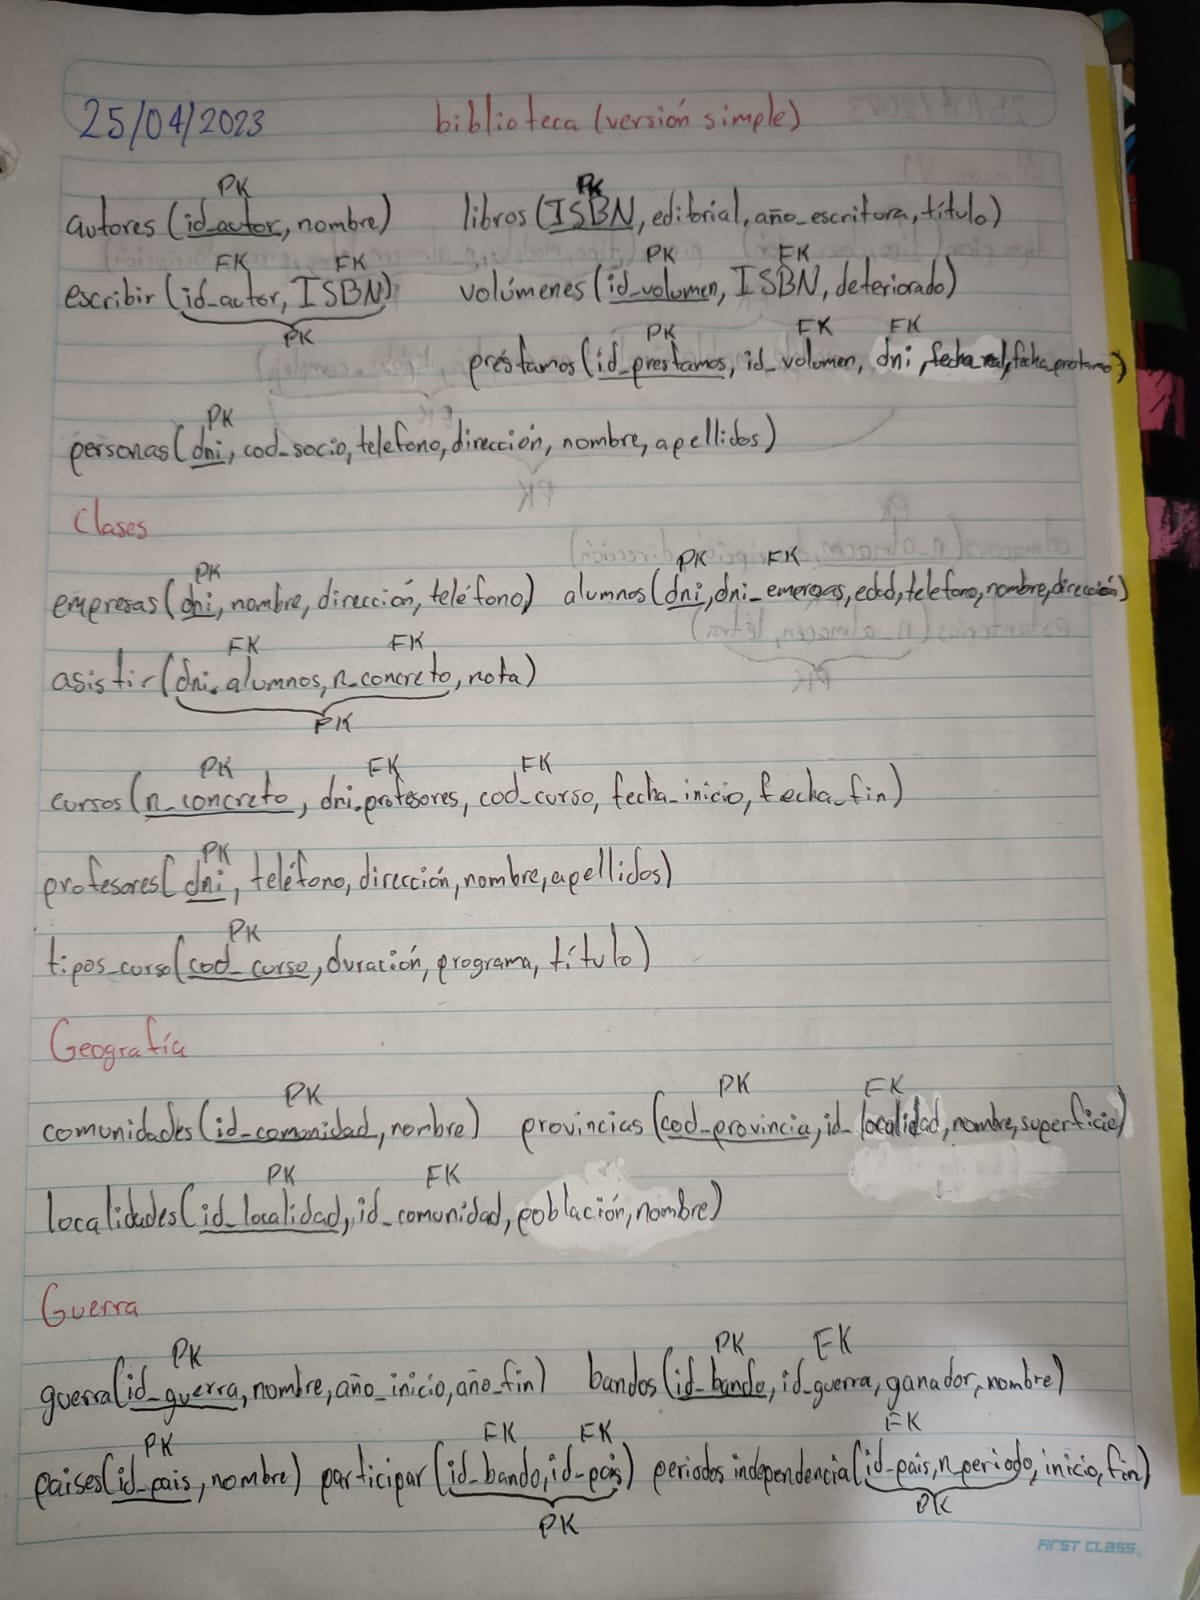 25/04/2023 biblioteca (versión simple)
PK PK
autores (id_autor, nombre) libros (ISBN, editorial, año_escritura, título)
FK FK PK FK
escribir (id_autor, ISBN) volúmenes (id_volumen, ISBN, deteriorado)
PK PK FK FK
préstamos (id_prestamos, id_volumen, dni, fecha_real, fecha_prestamo)
PK
personas (dni, cod_socio, telefono, dirección, nombre, apellidos)
Clases
PK PK FK
empresas (dni, nombre, dirección, teléfono) alumnos (dni, dni_empresas, edad, telefono, nombre, dirección)
FK FK
asistir (dni_alumnos, n_concreto, nota)
PK
PK FK FK
cursos (n_concreto, dni_profesores, cod_curso, fecha_inicio, fecha_fin)
PK
profesores (dni, teléfono, dirección, nombre, apellidos)
PK
tipos_curso (cod_curso, duración, programa, título)
Geografía
PK PK FK
comunidades (id_comunidad, nombre) provincias (cod_provincia, id_localidad, nombre, superficie)
PK FK
localidades (id_localidad, id_comunidad, población, nombre)
Guerra
PK PK FK
guerra (id_guerra, nombre, año_inicio, año_fin) bandos (id_bando, id_guerra, ganador, nombre)
PK FK FK FK
paises (id_pais, nombre) participar (id_bando, id_pais) periodos independencia (id_pais, n_periodo, inicio, fin)
PK PK
FIRST CLASS